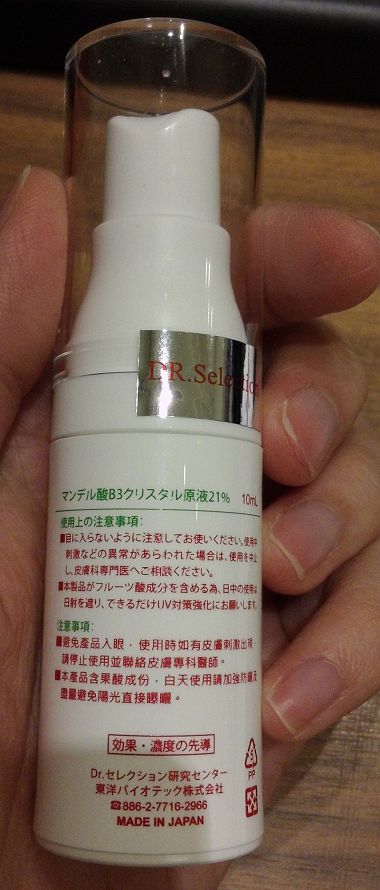 DR.Selection
マンデル酸B3クリスタル原液21% 10mL
使用上の注意事項:
■目に入らないように注意してお使いください。使用中
刺激などの異常があらわれた場合は、使用を中止
し、皮膚科専門医へご相談ください。
■本製品がフルーツ酸成分を含める為、日中の使用は
日射を遮り、できるだけUV対策強化にお願いします。
注意事項:
■避免產品入眼,使用時如有皮膚刺激出現
請停止使用並聯絡皮膚專科醫師。
■本產品含果酸成份,白天使用請加強防曬及
盡量避免陽光直接曝曬。
効果・濃度の先導
Dr.セレクション研究センター
東洋バイオテック株式会社
☎886-2-7716-2966
MADE IN JAPAN
PP